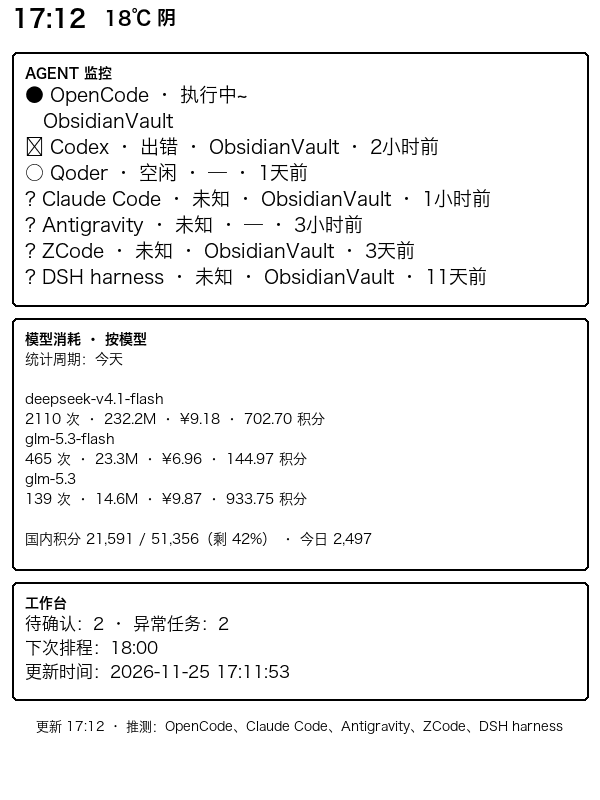 17:12 18℃ 阴
AGENT 监控
● OpenCode · 执行中~
ObsidianVault
☒ Codex · 出错 · ObsidianVault · 2小时前
○ Qoder · 空闲 · — · 1天前
? Claude Code · 未知 · ObsidianVault · 1小时前
? Antigravity · 未知 · — · 3小时前
? ZCode · 未知 · ObsidianVault · 3天前
? DSH harness · 未知 · ObsidianVault · 11天前
模型消耗 · 按模型
统计周期：今天
deepseek-v4.1-flash
2110 次 · 232.2M · ¥9.18 · 702.70 积分
glm-5.3-flash
465 次 · 23.3M · ¥6.96 · 144.97 积分
glm-5.3
139 次 · 14.6M · ¥9.87 · 933.75 积分
国内积分 21,591 / 51,356（剩 42%） · 今日 2,497
工作台
待确认：2 · 异常任务：2
下次排程：18:00
更新时间：2026-11-25 17:11:53
更新 17:12 · 推测：OpenCode、Claude Code、Antigravity、ZCode、DSH harness